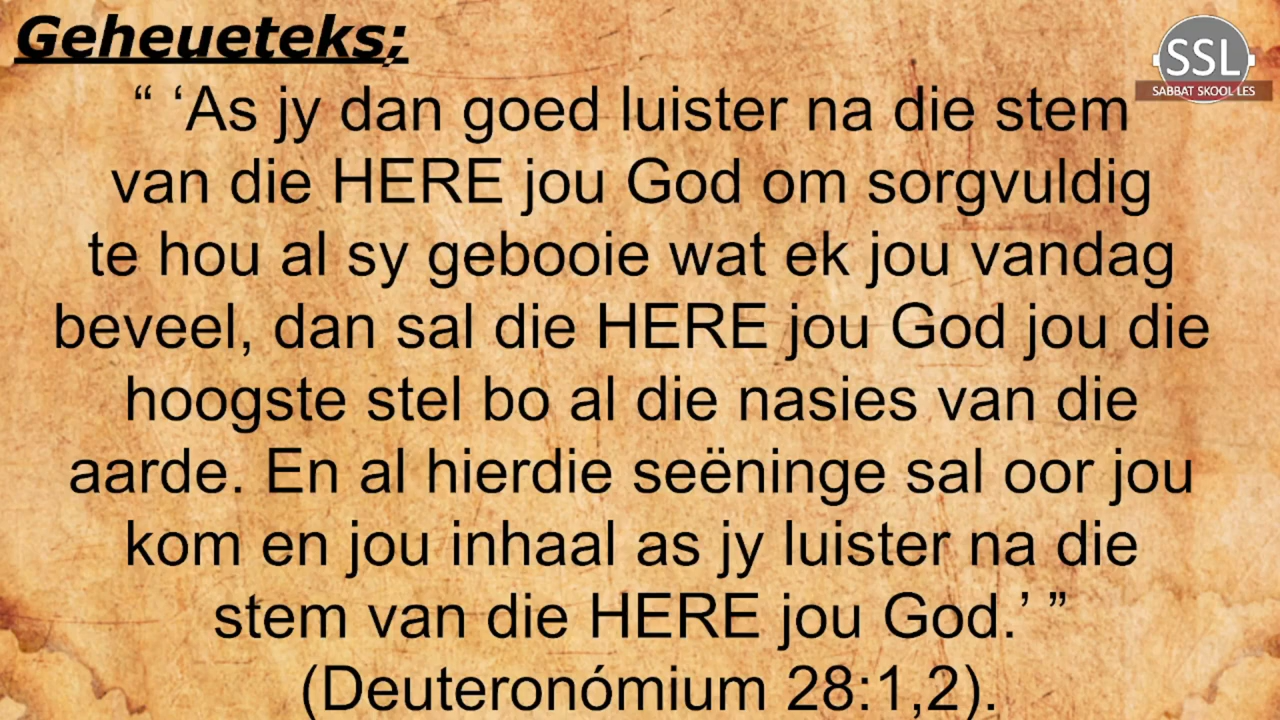 Geheueteks;
SSL
SABBAT SKOOL LES
“ ‘As jy dan goed luister na die stem
van die HERE jou God om sorgvuldig
te hou al sy gebooie wat ek jou vandag
beveel, dan sal die HERE jou God jou die
hoogste stel bo al die nasies van die
aarde. En al hierdie seëninge sal oor jou
kom en jou inhaal as jy luister na die
stem van die HERE jou God.’ ”
(Deuteronómium 28:1,2).